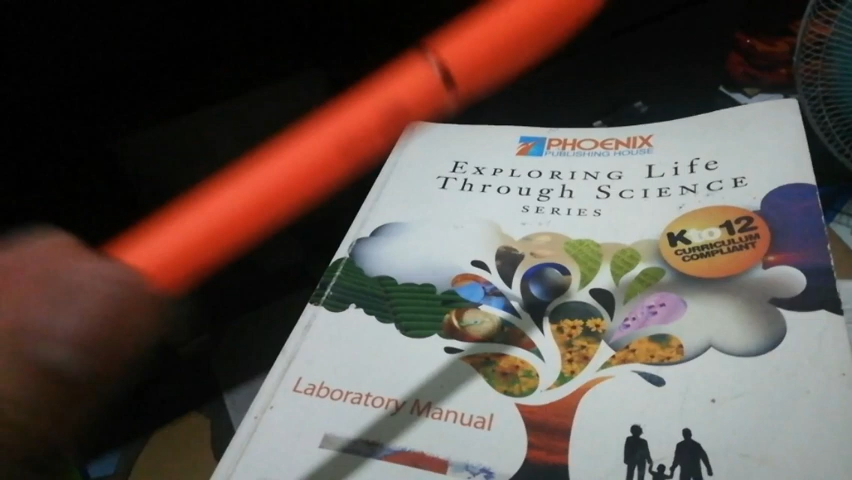 PHOENIX
PUBLISHING HOUSE
EXPLORING Life
Through SCIENCE
SERIES
K to 12
CURRICULUM
COMPLIANT
Laboratory Manual